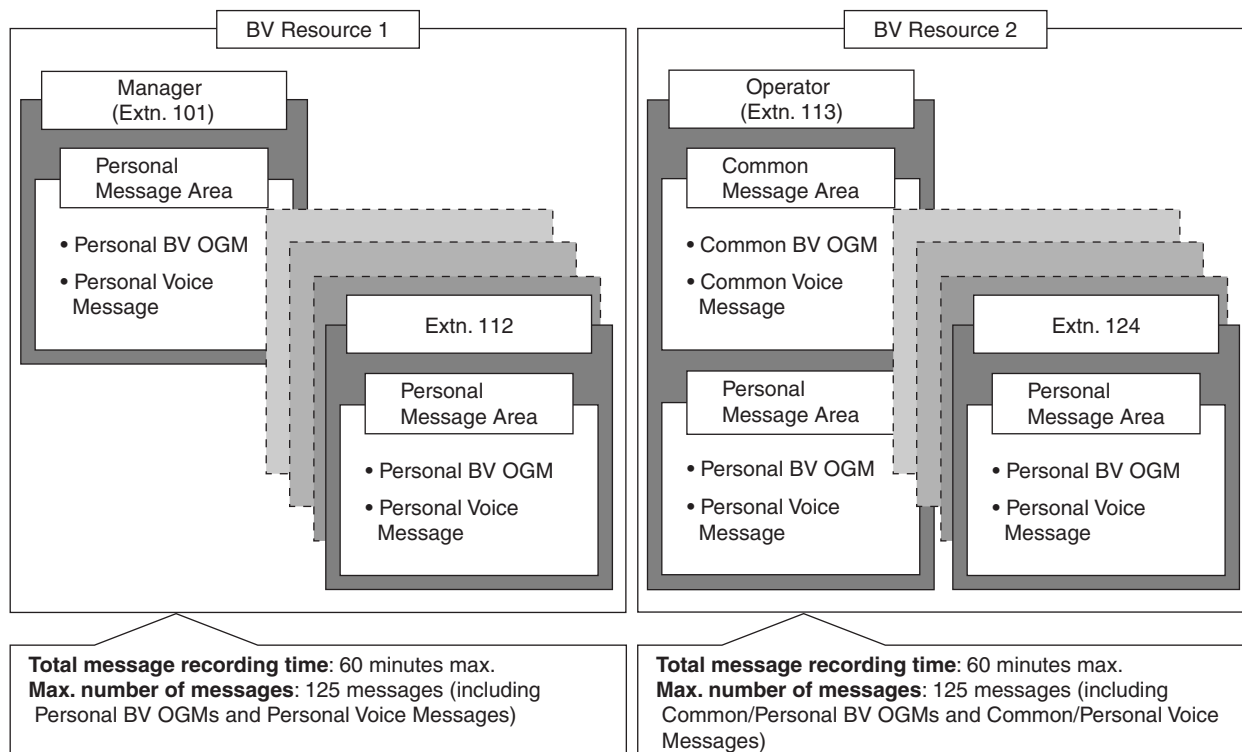 BV Resource 1
Manager
(Extn. 101)
Personal
Message Area
• Personal BV OGM
• Personal Voice
Message
Extn. 112
Personal
Message Area
• Personal BV OGM
• Personal Voice
Message
Total message recording time: 60 minutes max.
Max. number of messages: 125 messages (including
Personal BV OGMs and Personal Voice Messages)
BV Resource 2
Operator
(Extn. 113)
Common
Message Area
• Common BV OGM
• Common Voice
Message
Personal
Message Area
• Personal BV OGM
• Personal Voice
Message
Extn. 124
Personal
Message Area
• Personal BV OGM
• Personal Voice
Message
Total message recording time: 60 minutes max.
Max. number of messages: 125 messages (including
Common/Personal BV OGMs and Common/Personal Voice
Messages)